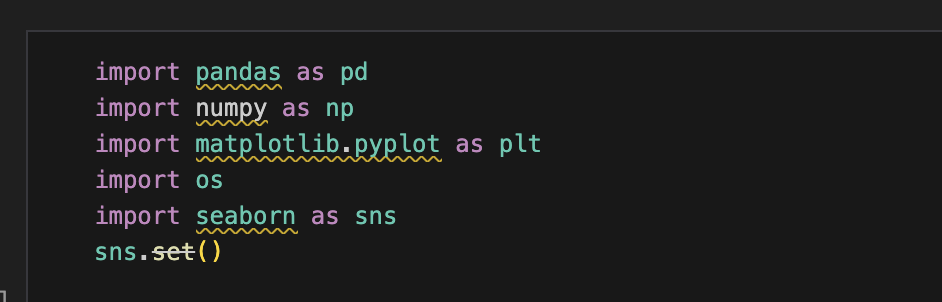 import pandas as pd
import numpy as np
import matplotlib.pyplot as plt
import os
import seaborn as sns
sns.set()